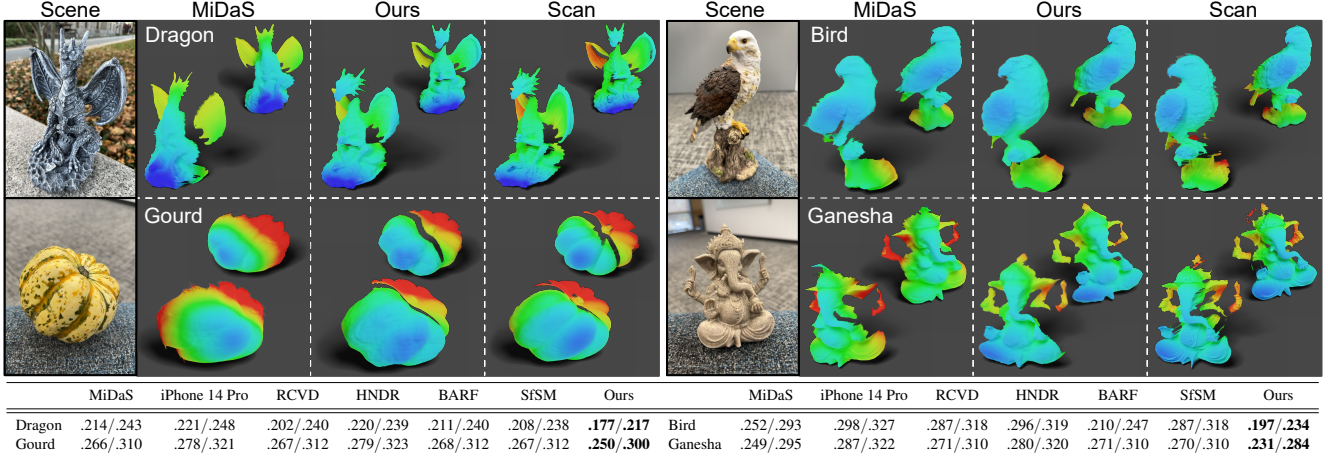 Scene MiDaS Ours Scan Scene MiDaS Ours Scan
Dragon Bird
Gourd Ganesha
MiDaS iPhone 14 Pro RCVD HNDR BARF SfSM Ours MiDaS iPhone 14 Pro RCVD HNDR BARF SfSM Ours
Dragon .214/.243 .221/.248 .202/.240 .220/.239 .211/.240 .208/.238 .177/.217 Bird .252/.293 .298/.327 .287/.318 .296/.319 .210/.247 .287/.318 .197/.234
Gourd .266/.310 .278/.321 .267/.312 .279/.323 .268/.312 .267/.312 .250/.300 Ganesha .249/.295 .287/.322 .271/.310 .280/.320 .271/.310 .270/.310 .231/.284